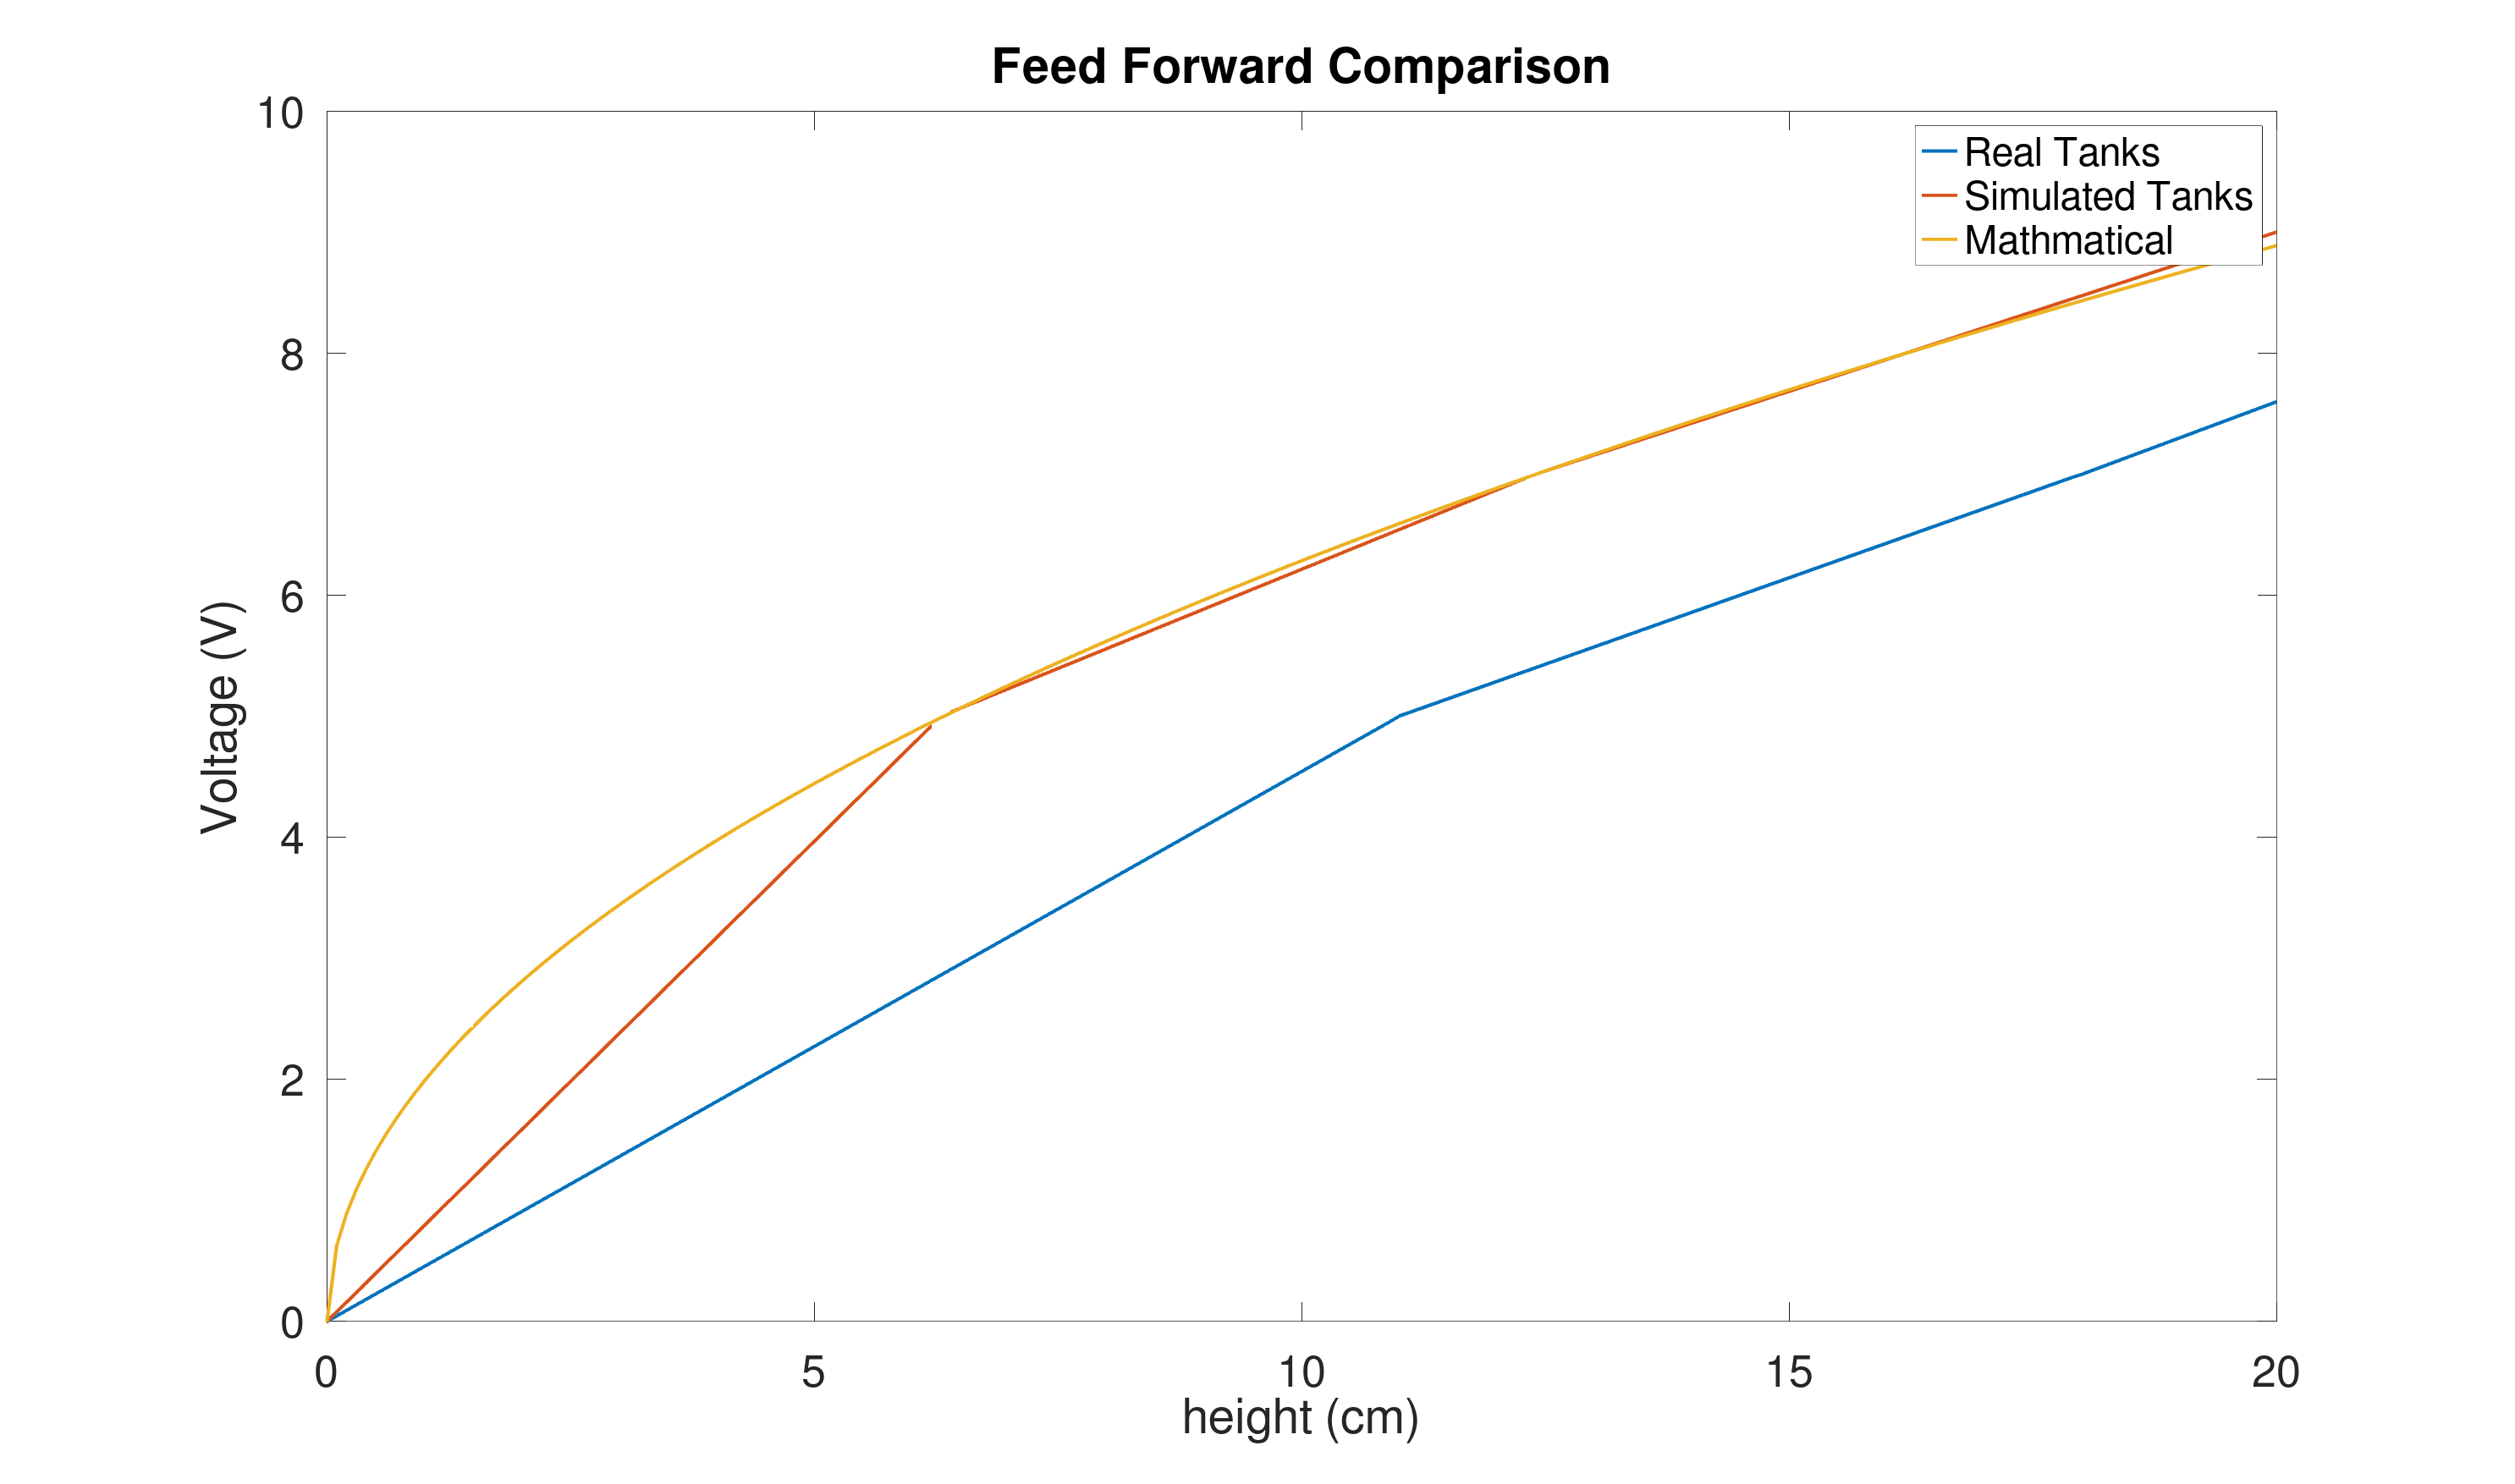 Feed Forward Comparison
10
8
6
4
2
0
Voltage (V)
Real Tanks
Simulated Tanks
Mathmatical
0 5 10 15 20
height (cm)